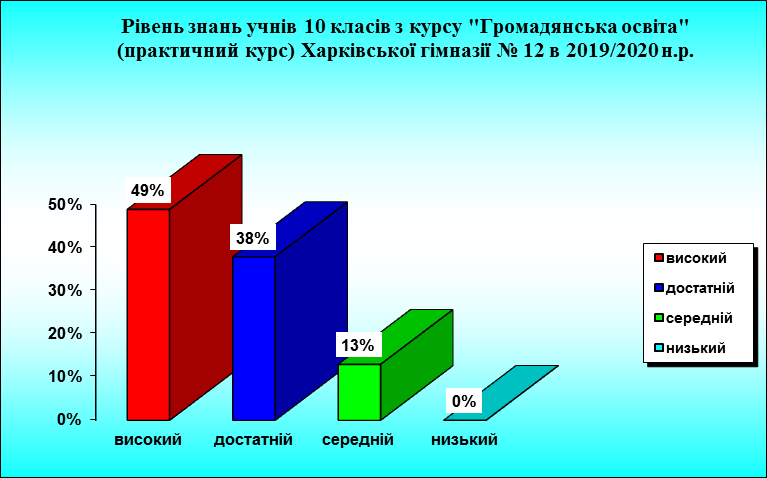 Рівень знань учнів 10 класів з курсу "Громадянська освіта"
(практичний курс) Харківської гімназії № 12 в 2019/2020 н.р.
49%
38%
13%
0%
50%
40%
30%
20%
10%
0%
високий
достатній
середній
низький
високий
достатній
середній
низький